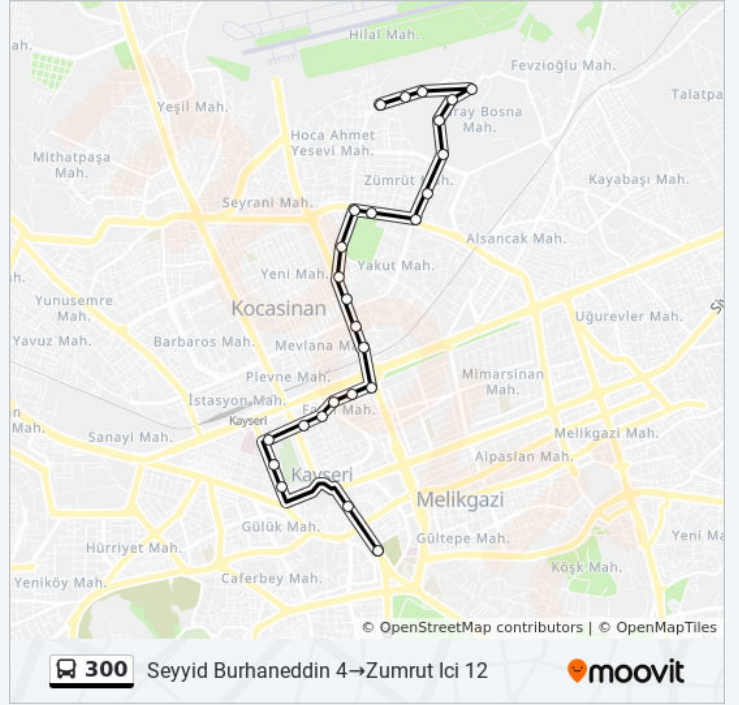 Hilal Mah.
ah.
Fevzioğlu Mah.
Talatpa
Yeşil Mah.
ray Bosna
Mah.
Hoca Ahmet
Yesevi Mah.
Mithatpaşa
Mah.
Zümrüt Mah.
Kayabaşı Mah.
Seyrani Mah.
Alsancak Mah.
Yakut Mah.
Yeni Mah.
h.
Yunusemre
Mah.
Kocasinan
Uğurevler Mah.
Yavuz Mah.
Barbaros Mah.
Mevlana M
Plevne Mah.
Mimarsinan
Mah.
İstasyon Mah.
Fa Mah.
n
Mah.
Kayseri
Sanayi Mah.
Melikgazi Mah.
Alpaslan Mah.
Kayseri
Melikgazi
Gülük Mah.
Gültepe Mah.
Yeni Ma
Hürriyet Mah.
Köşk Mah.
Yeniköy Mah.
Caferbey Mah.
© OpenStreetMap contributors | © OpenMapTiles
300 Seyyid Burhaneddin 4→Zumrut Ici 12
moovit